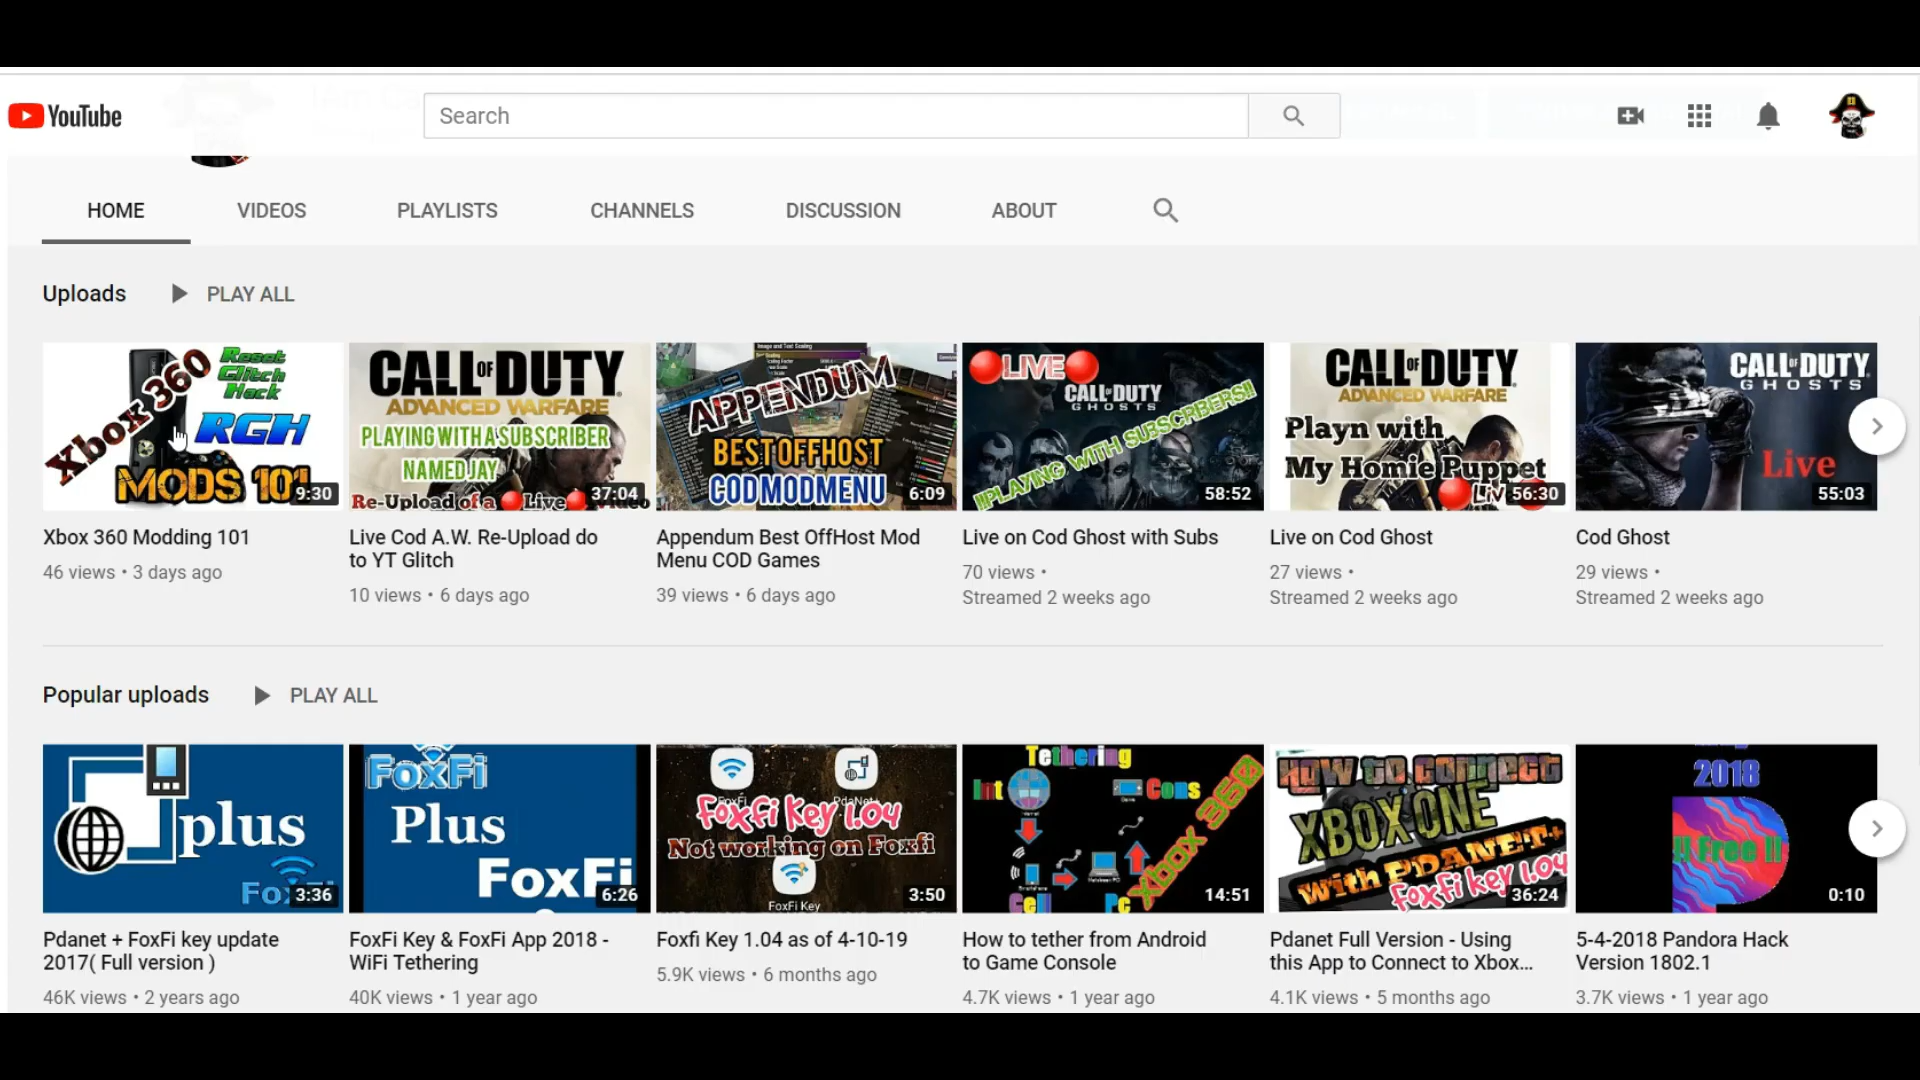 YouTube
Search
HOME VIDEOS PLAYLISTS CHANNELS DISCUSSION ABOUT
Uploads PLAY ALL
Xbox 360
Reset
Glitch
Hack
RGH
MODS 101
9:30
CALL OF DUTY
ADVANCED WARFARE
PLAYING WITH A SUBSCRIBER
NAMED JAY
Re-Upload of a Live Video
37:04
APPENDUM
BEST OFFHOST
COD MOD MENU
6:09
LIVE
CALL OF DUTY
GHOSTS
!!PLAYING WITH SUBSCRIBERS!!
58:52
CALL OF DUTY
ADVANCED WARFARE
Playn with
My Homie Puppet
Liv
56:30
CALL OF DUTY
GHOSTS
Live
55:03
Xbox 360 Modding 101
46 views • 3 days ago
Live Cod A.W. Re-Upload do
to YT Glitch
10 views • 6 days ago
Appendum Best OffHost Mod
Menu COD Games
39 views • 6 days ago
Live on Cod Ghost with Subs
70 views •
Streamed 2 weeks ago
Live on Cod Ghost
27 views •
Streamed 2 weeks ago
Cod Ghost
29 views •
Streamed 2 weeks ago
Popular uploads PLAY ALL
plus
Fo
3:36
FoxFi
Plus
FoxFi
6:26
FoxFi PdaNet+
FoxFi Key 1.04
Not working on Foxfi
FoxFi Key
3:50
Tethering
Int
Cons
Cell
Pc
Xbox 360
14:51
HOW to connect
XBOX ONE
with PDANET+
FoxFi key 1.04
36:24
2018
!! Free !!
0:10
Pdanet + FoxFi key update
2017( Full version )
46K views • 2 years ago
FoxFi Key & FoxFi App 2018 -
WiFi Tethering
40K views • 1 year ago
Foxfi Key 1.04 as of 4-10-19
5.9K views • 6 months ago
How to tether from Android
to Game Console
4.7K views • 1 year ago
Pdanet Full Version - Using
this App to Connect to Xbox...
4.1K views • 5 months ago
5-4-2018 Pandora Hack
Version 1802.1
3.7K views • 1 year ago